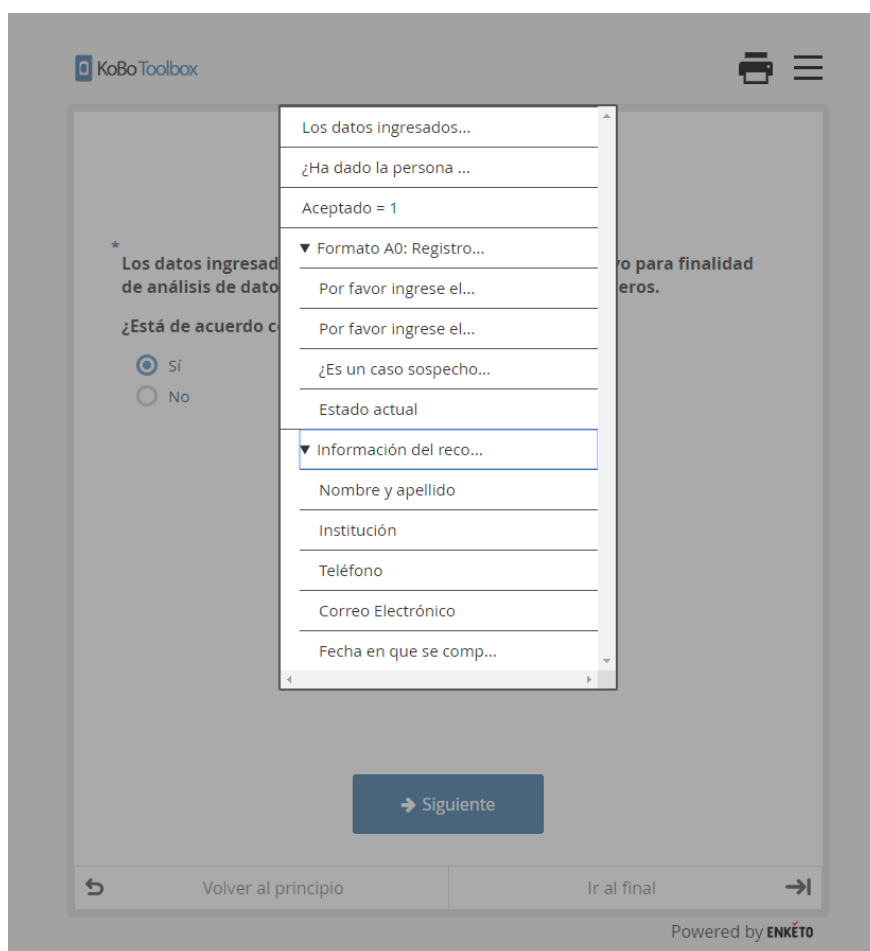 KoBoToolbox
Los datos ingresados...
¿Ha dado la persona ...
Aceptado = 1
▼ Formato A0: Registro...
Por favor ingrese el...
Por favor ingrese el...
¿Es un caso sospecho...
Estado actual
▼ Información del reco...
Nombre y apellido
Institución
Teléfono
Correo Electrónico
Fecha en que se comp...
*
Los datos ingresad vo para finalidad
de análisis de dato eros.
¿Está de acuerdo c
Sí
No
Siguiente
Volver al principio
Ir al final
Powered by ENKETO